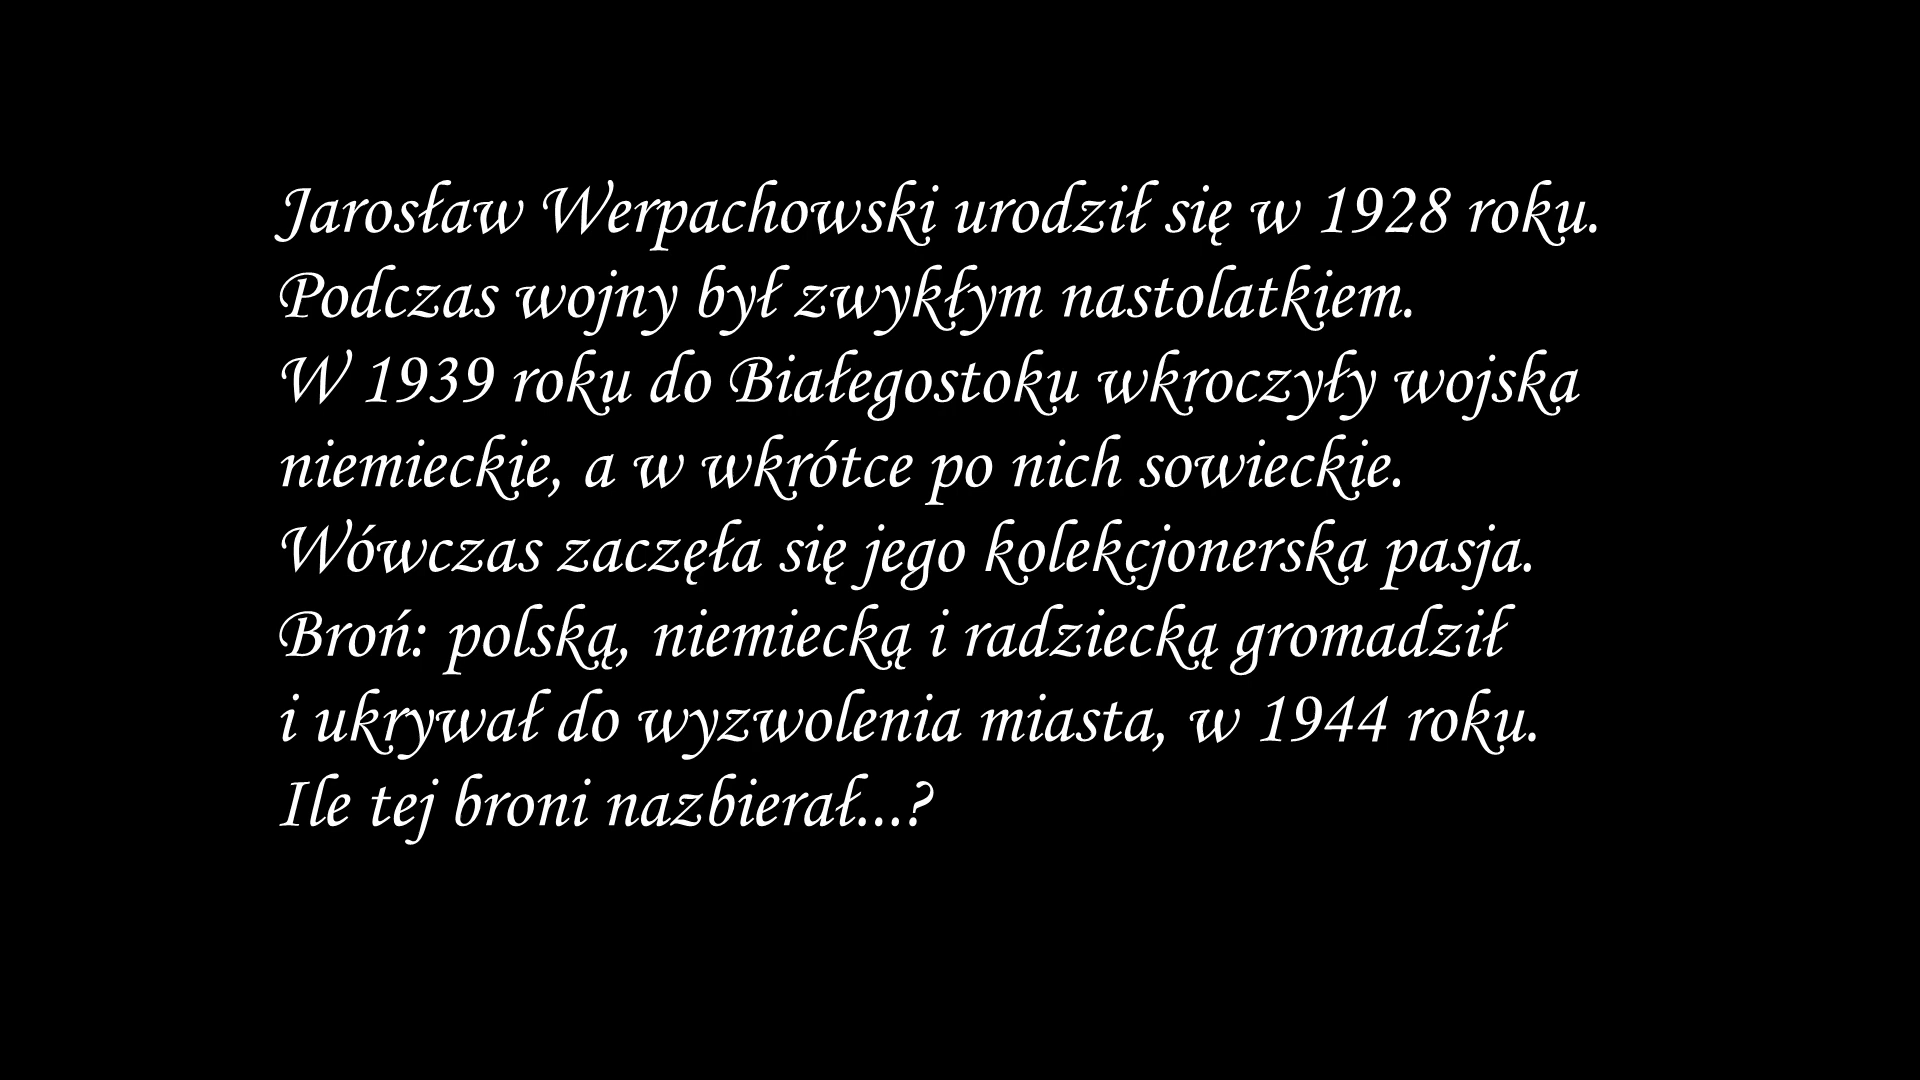 Jarosław Werpachowski urodził się w 1928 roku.
Podczas wojny był zwykłym nastolatkiem.
W 1939 roku do Białegostoku wkroczyły wojska
niemieckie, a w wkrótce po nich sowieckie.
Wówczas zaczęła się jego kolekcjonerska pasja.
Broń: polską, niemiecką i radziecką gromadził
i ukrywał do wyzwolenia miasta, w 1944 roku.
Ile tej broni nazbierał...?